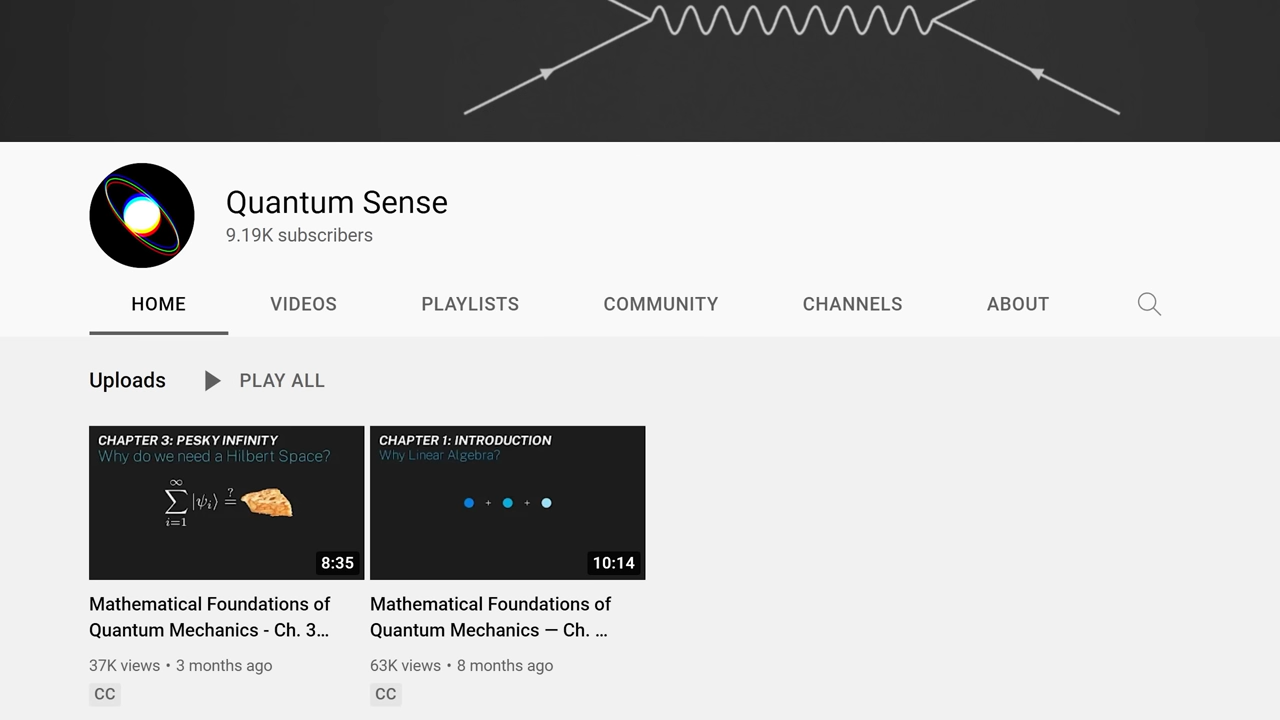 Quantum Sense
9.19K subscribers
HOME VIDEOS PLAYLISTS COMMUNITY CHANNELS ABOUT
Uploads PLAY ALL
CHAPTER 3: PESKY INFINITY
Why do we need a Hilbert Space?
∞
∑ |ψᵢ⟩ ?=
i=1
8:35
Mathematical Foundations of
Quantum Mechanics - Ch. 3...
37K views • 3 months ago
CC
CHAPTER 1: INTRODUCTION
Why Linear Algebra?
+ +
10:14
Mathematical Foundations of
Quantum Mechanics — Ch. ...
63K views • 8 months ago
CC